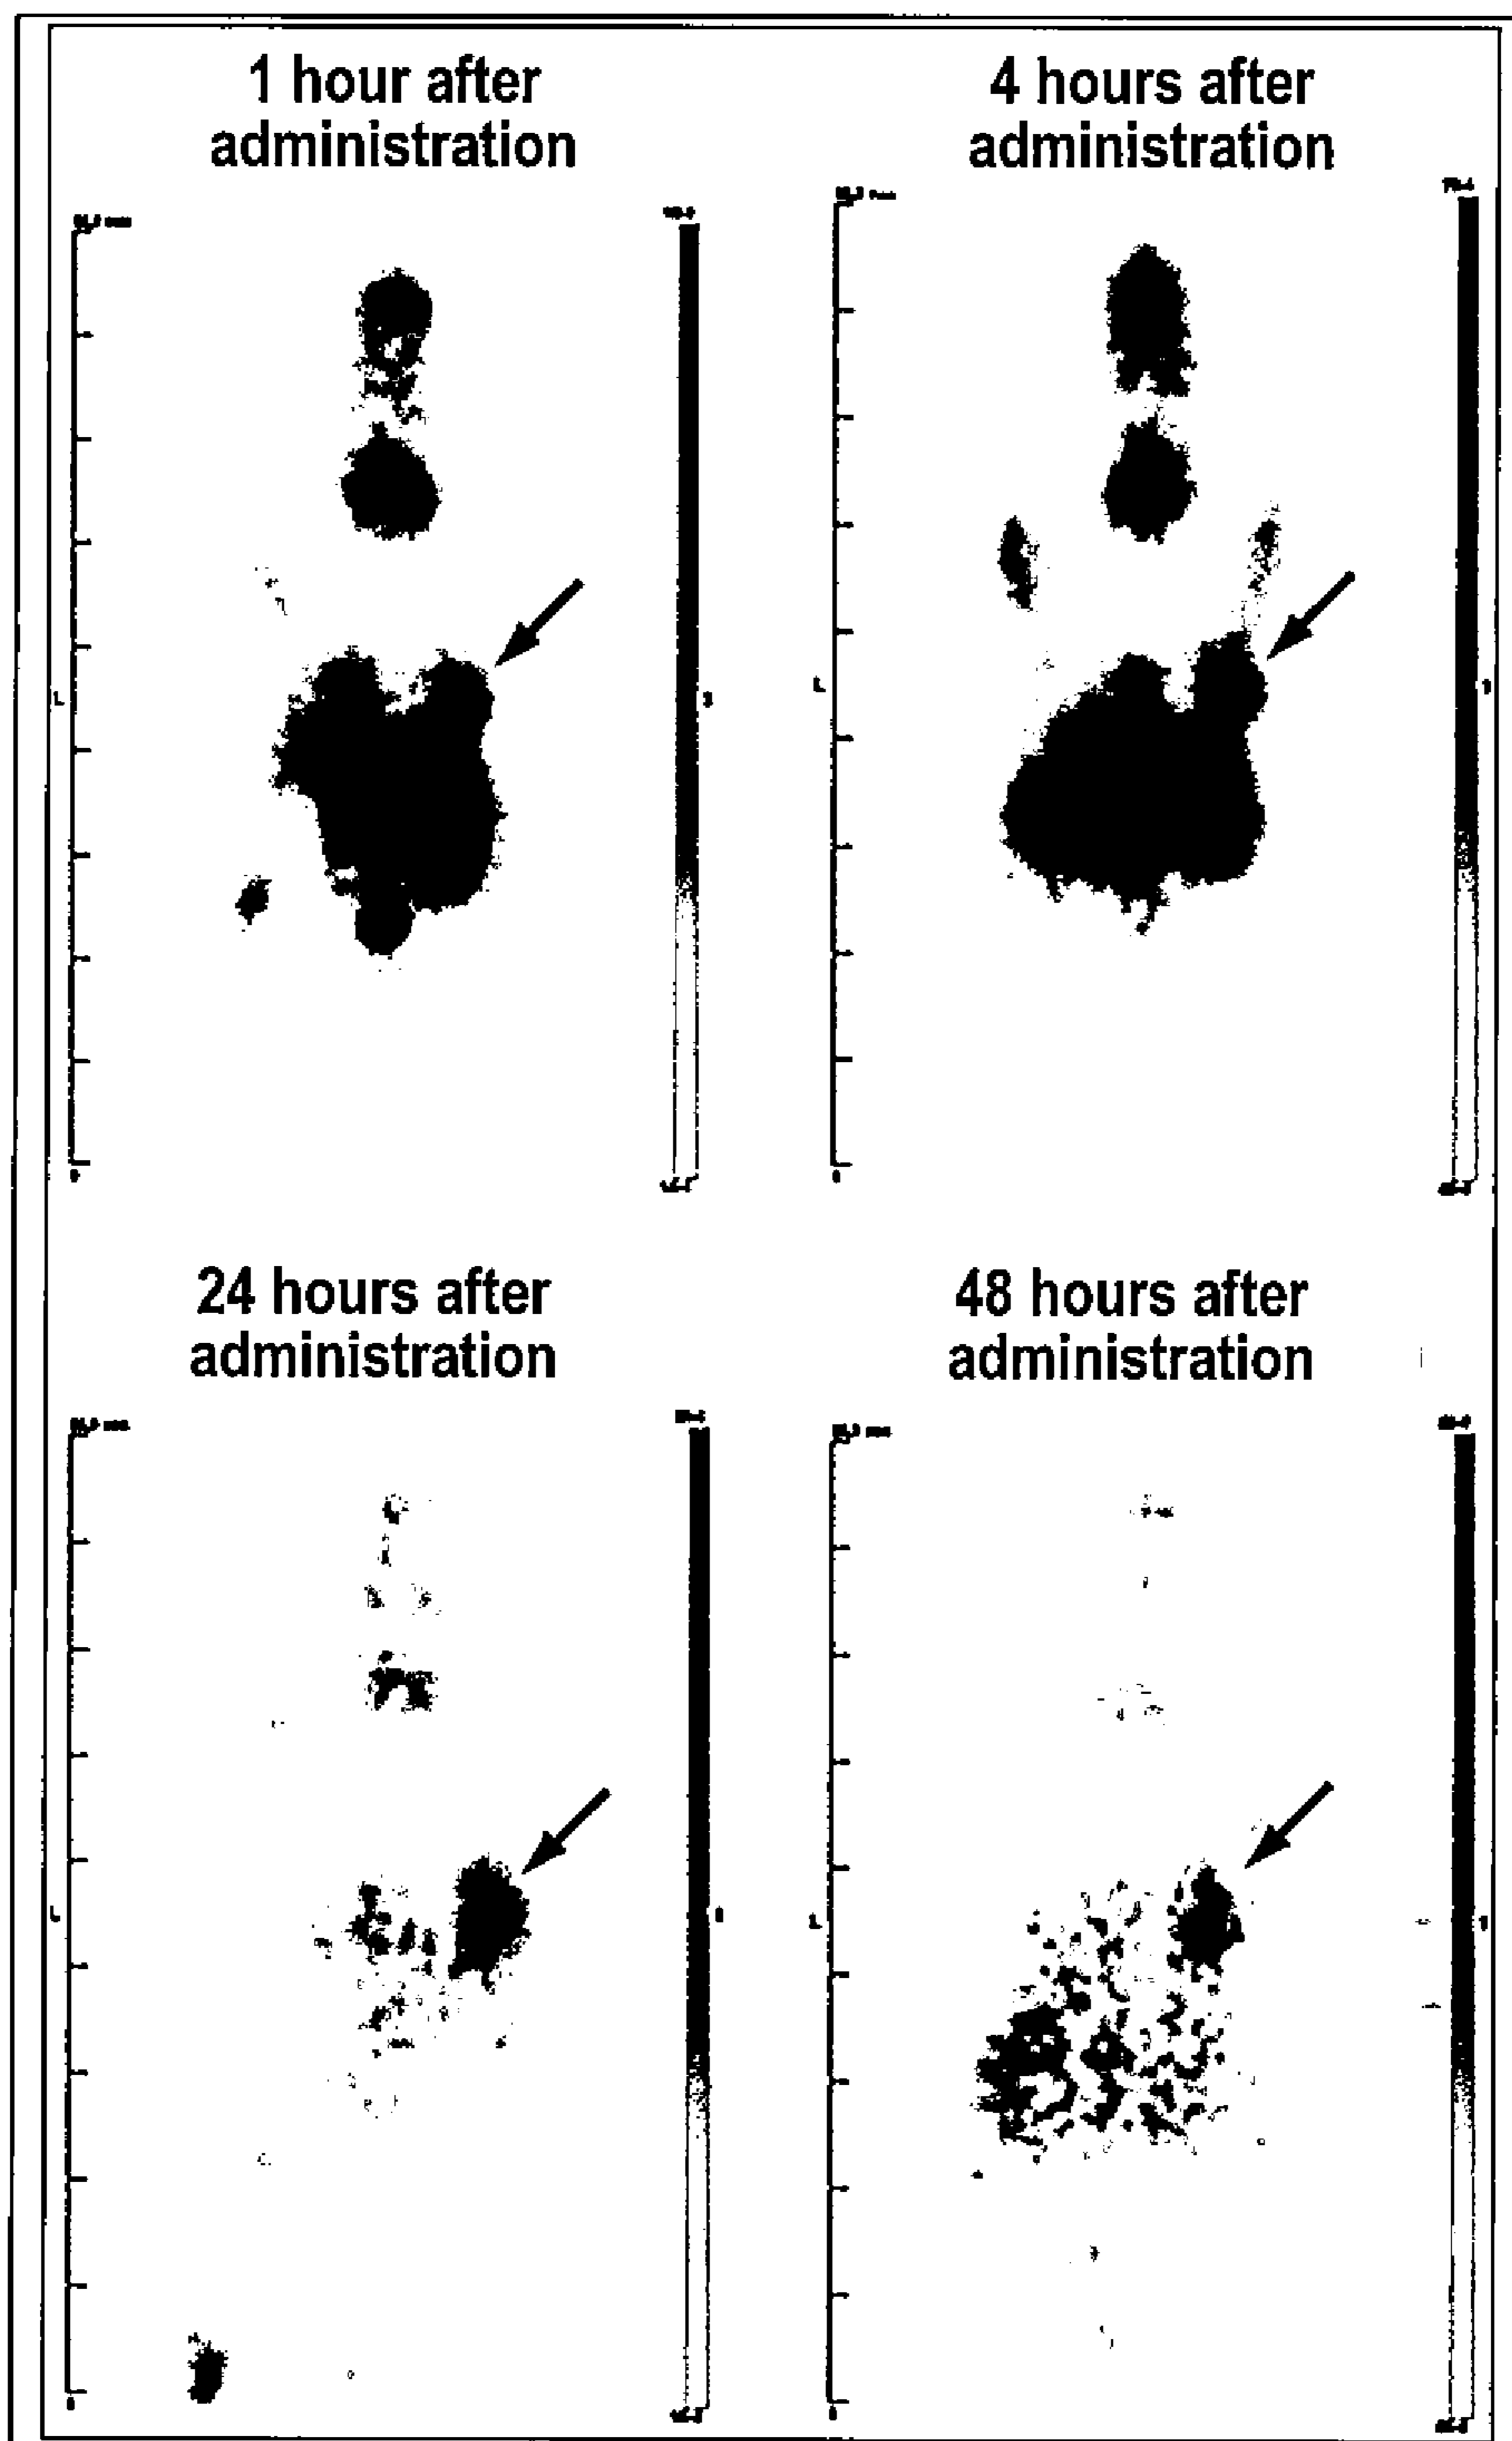 1 hour after
administration
4 hours after
administration
24 hours after
administration
48 hours after
administration